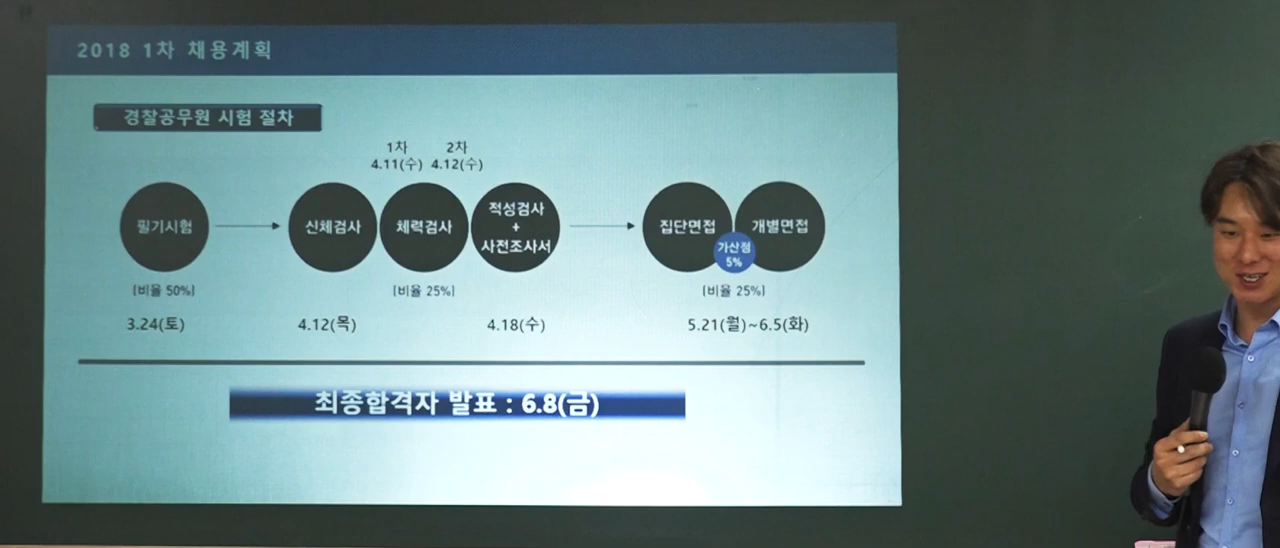 2018 1차 채용계획
경찰공무원 시험 절차
1차 2차
4.11(수) 4.12(수)
필기시험
신체검사
체력검사
적성검사
+
사전조사서
집단면접
개별면접
가산점
5%
(비율 50%)
(비율 25%)
(비율 25%)
3.24(토)
4.12(목)
4.18(수)
5.21(월)~6.5(화)
최종합격자 발표 : 6.8(금)